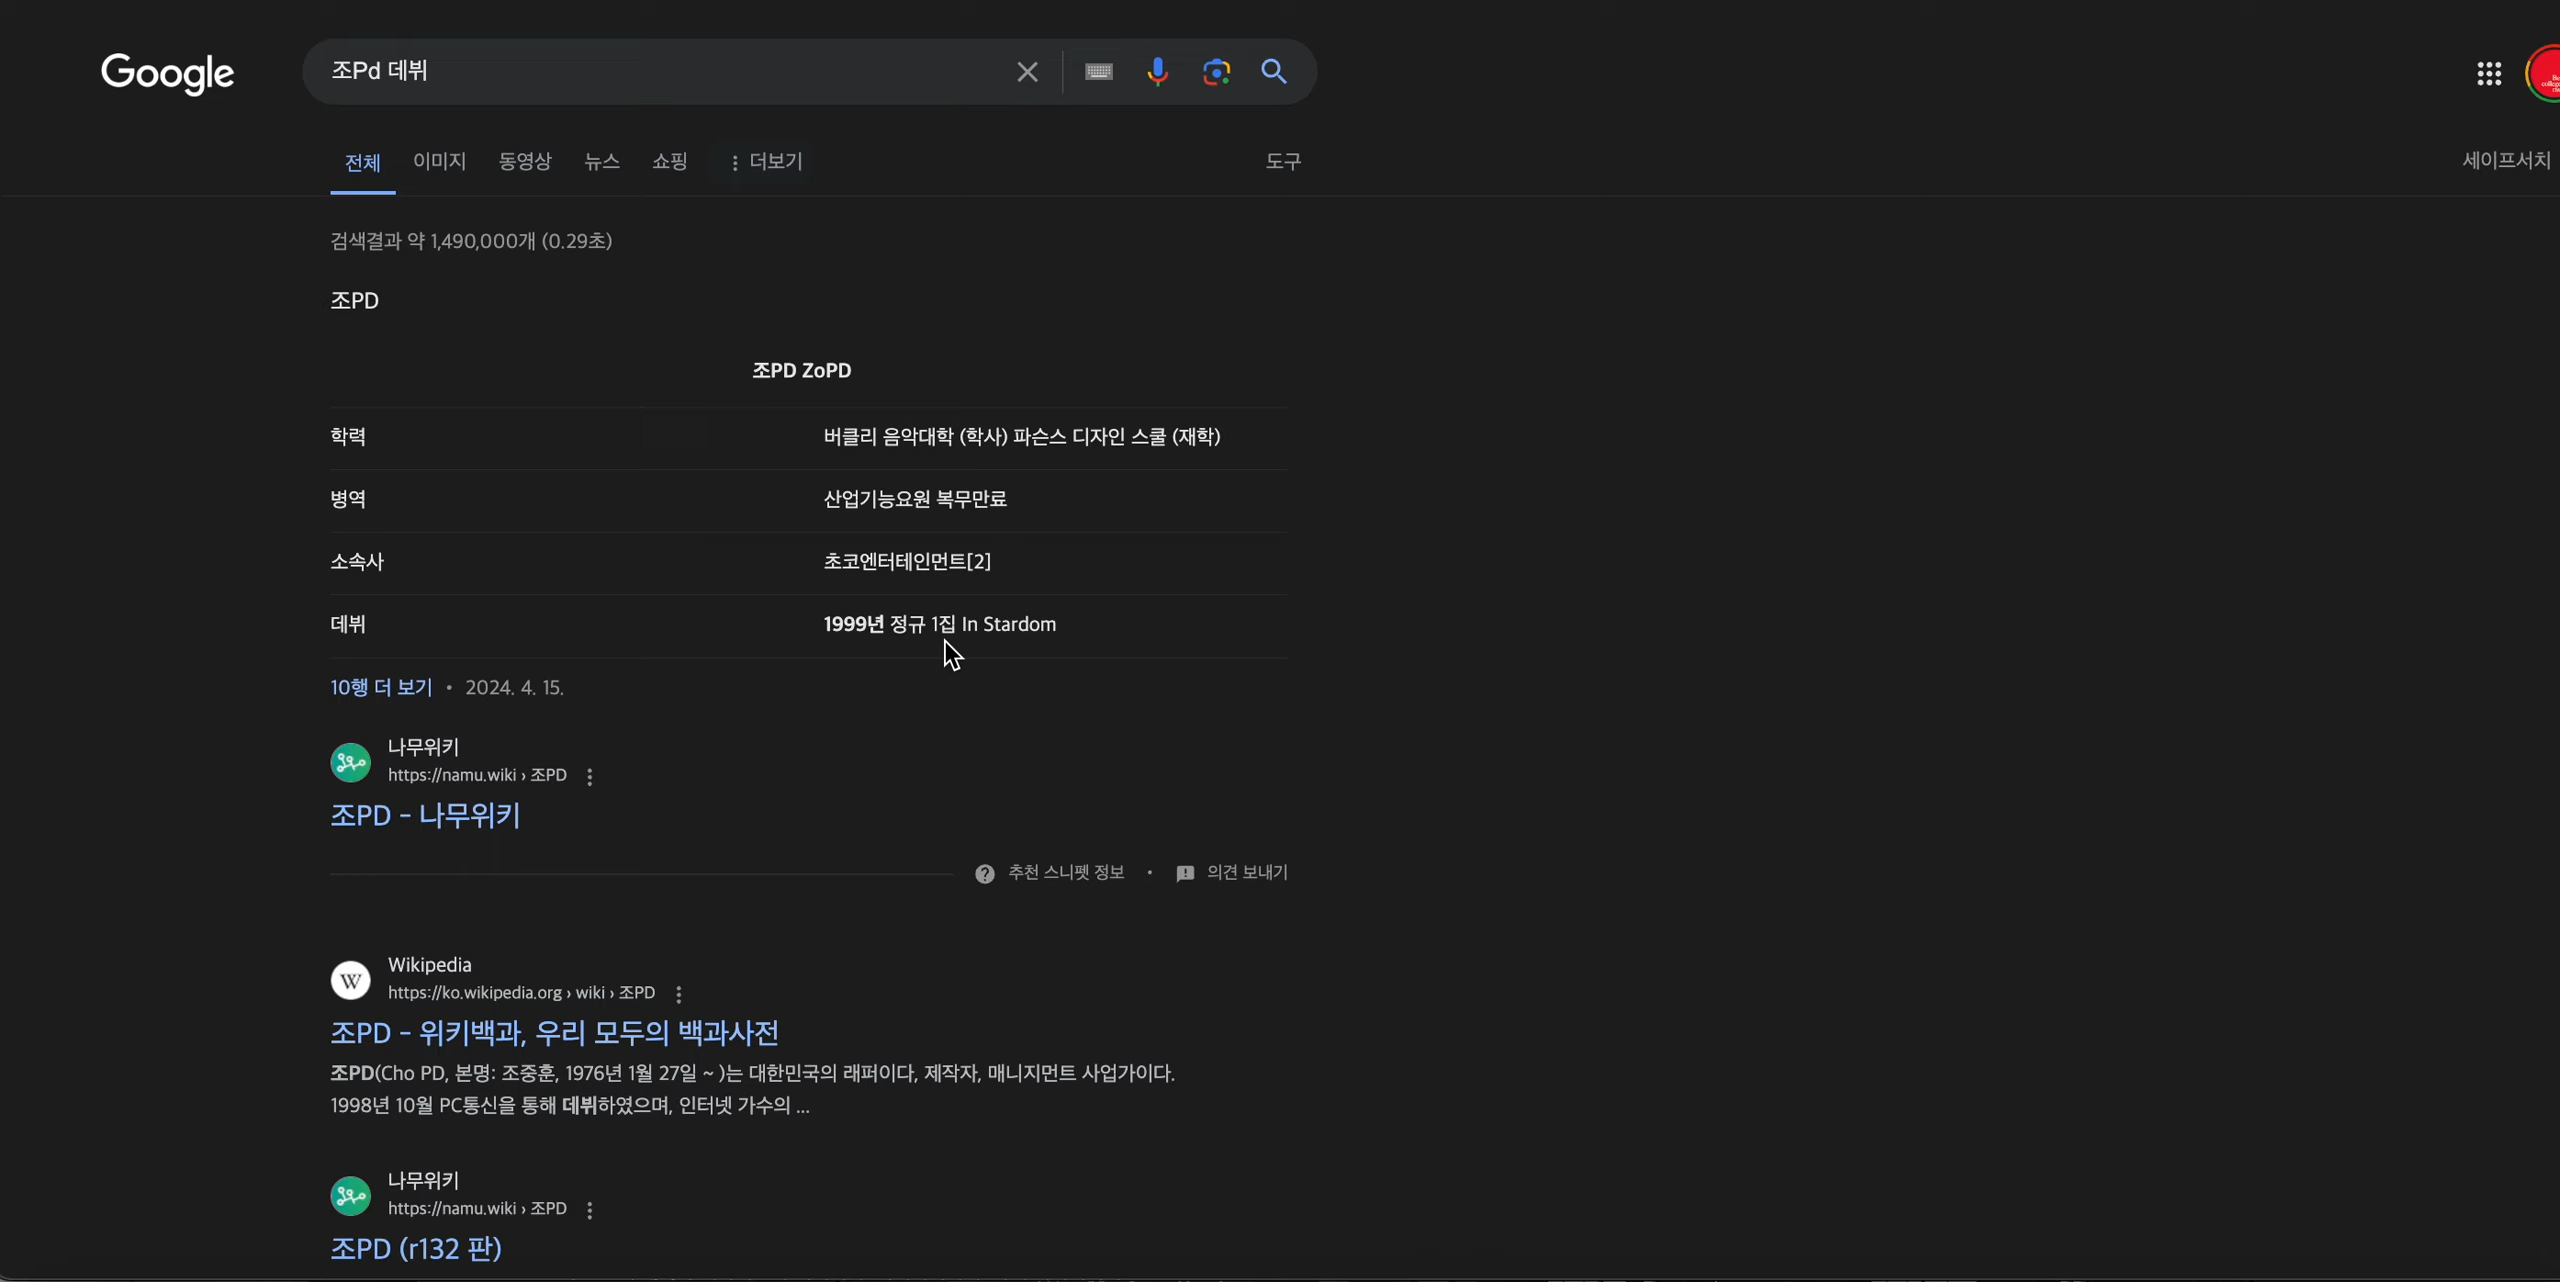 Google
조Pd 데뷔
전체 이미지 동영상 뉴스 쇼핑 더보기 도구 세이프서치
검색결과 약 1,490,000개 (0.29초)
조PD
조PD ZoPD
학력 버클리 음악대학 (학사) 파슨스 디자인 스쿨 (재학)
병역 산업기능요원 복무만료
소속사 초코엔터테인먼트[2]
데뷔 1999년 정규 1집 In Stardom
10행 더 보기 • 2024. 4. 15.
나무위키
https://namu.wiki › 조PD
조PD - 나무위키
추천 스니펫 정보 • 의견 보내기
W Wikipedia
https://ko.wikipedia.org › wiki › 조PD
조PD - 위키백과, 우리 모두의 백과사전
조PD(Cho PD, 본명: 조중훈, 1976년 1월 27일 ~ )는 대한민국의 래퍼이다, 제작자, 매니지먼트 사업가이다.
1998년 10월 PC통신을 통해 데뷔하였으며, 인터넷 가수의 ...
나무위키
https://namu.wiki › 조PD
조PD (r132 판)